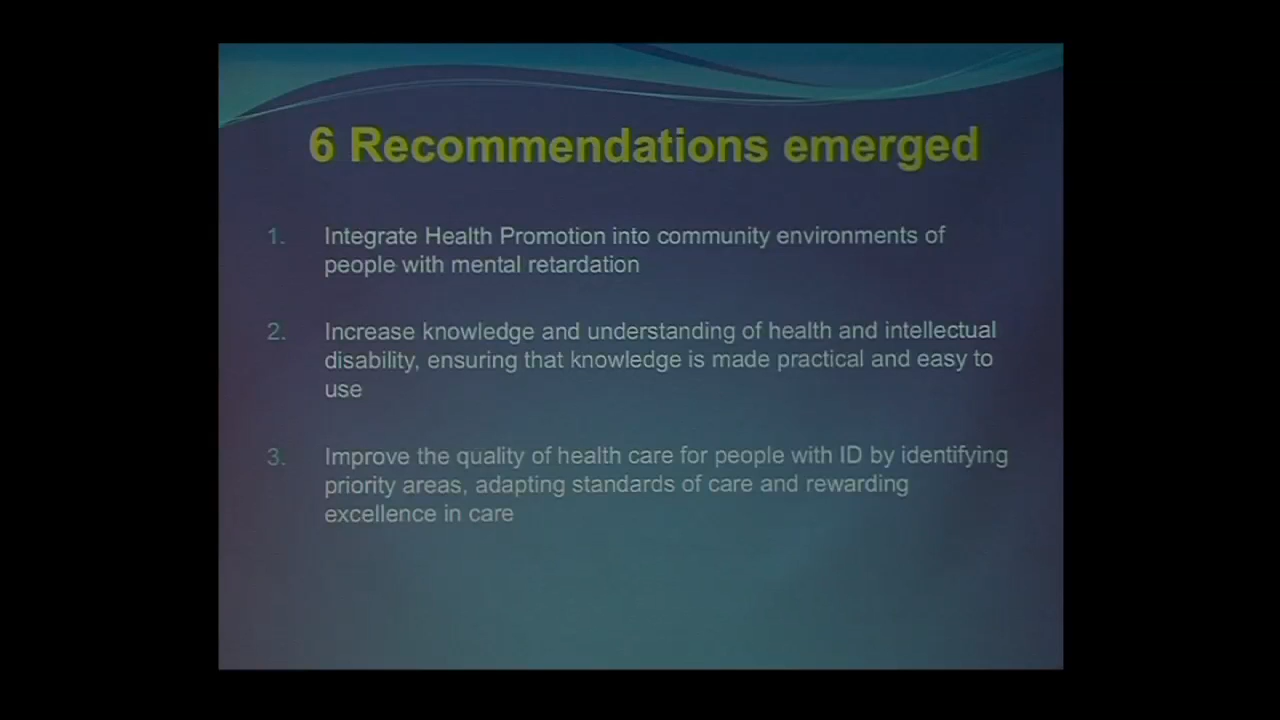 6 Recommendations emerged
1. Integrate Health Promotion into community environments of
people with mental retardation
2. Increase knowledge and understanding of health and intellectual
disability, ensuring that knowledge is made practical and easy to
use
3. Improve the quality of health care for people with ID by identifying
priority areas, adapting standards of care and rewarding
excellence in care